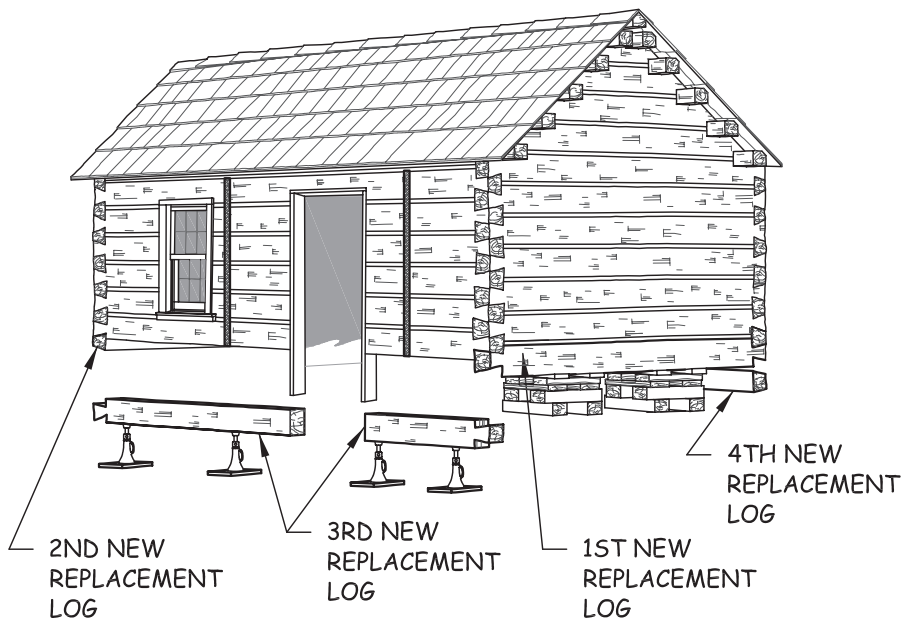 4TH NEW
REPLACEMENT
LOG
3RD NEW
REPLACEMENT
LOG
2ND NEW
REPLACEMENT
LOG
1ST NEW
REPLACEMENT
LOG